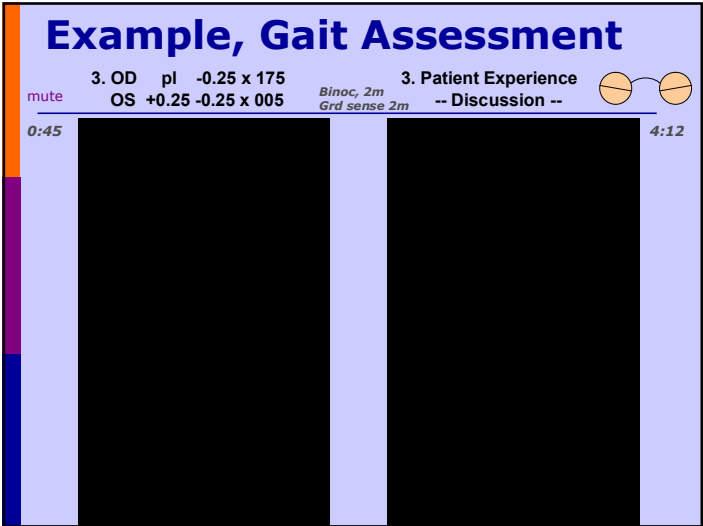 Example, Gait Assessment
mute
3. OD pl -0.25 x 175
OS +0.25 -0.25 x 005
Binoc, 2m
Grd sense 2m
3. Patient Experience
-- Discussion --
0:45
4:12